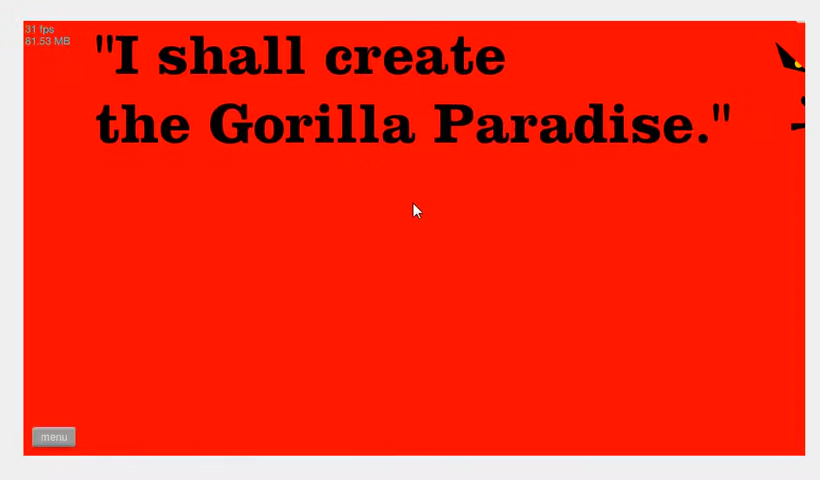 31 fps
81.53 MB
"I shall create
the Gorilla Paradise."
menu